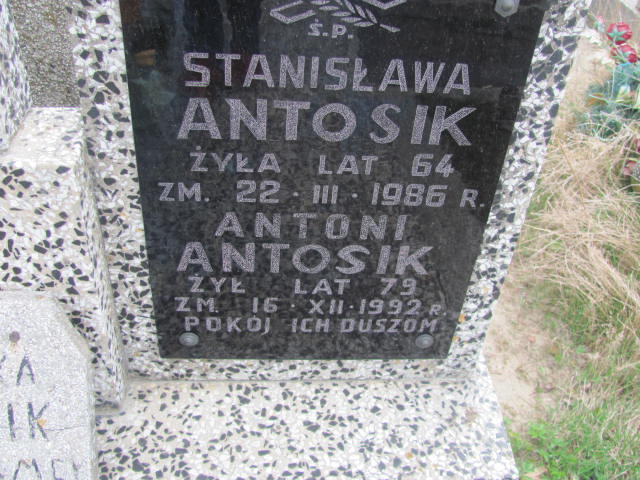 Ś.P.
STANISŁAWA
ANTOSIK
ŻYŁA LAT 64
ZM. 22·III·1986 R.
ANTONI
ANTOSIK
ŻYŁ LAT 79
ZM. 16·XII·1992 R.
POKÓJ ICH DUSZOM